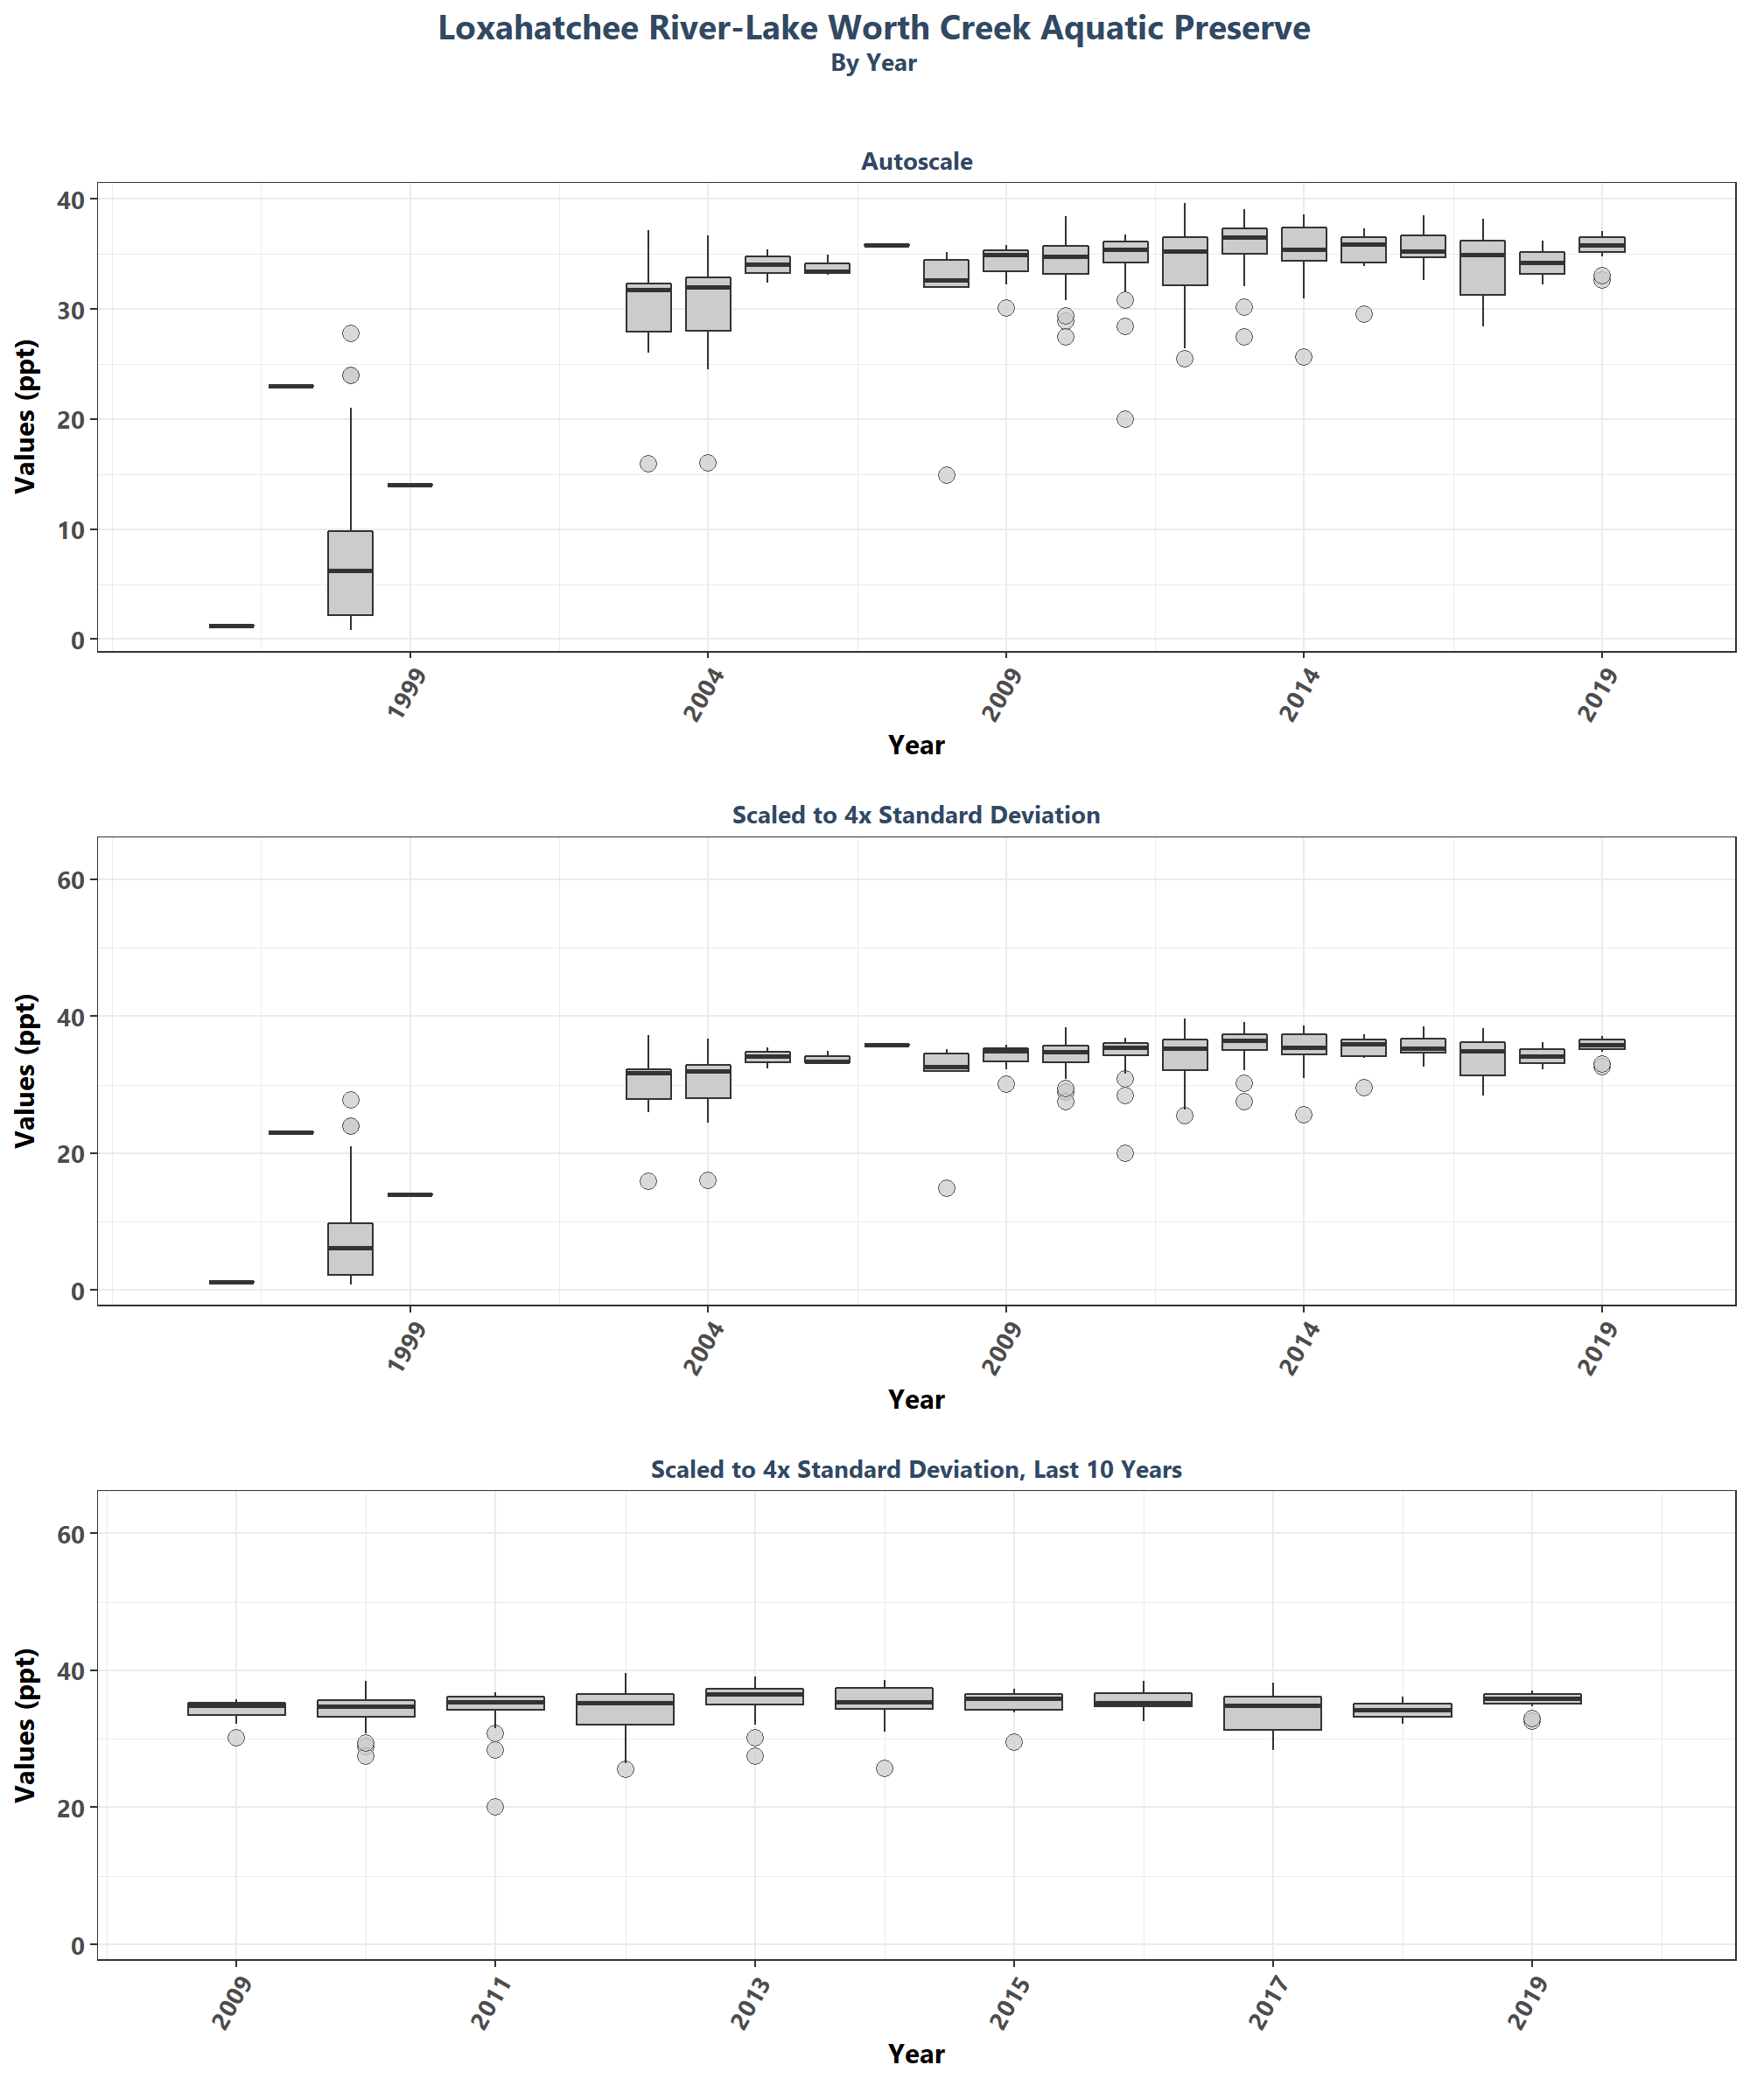 Loxahatchee River-Lake Worth Creek Aquatic Preserve
By Year
Autoscale
Values (ppt)
40
30
20
10
0
1999 2004 2009 2014 2019
Year
Scaled to 4x Standard Deviation
Values (ppt)
60
40
20
0
1999 2004 2009 2014 2019
Year
Scaled to 4x Standard Deviation, Last 10 Years
Values (ppt)
60
40
20
0
2009 2011 2013 2015 2017 2019
Year